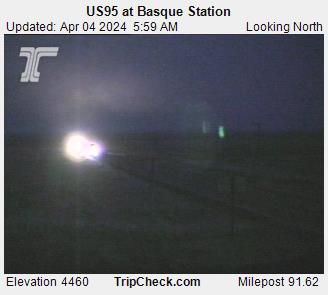 US95 at Basque Station
Updated: Apr 04 2024 5:59 AM Looking North
Elevation 4460 TripCheck.com Milepost 91.62